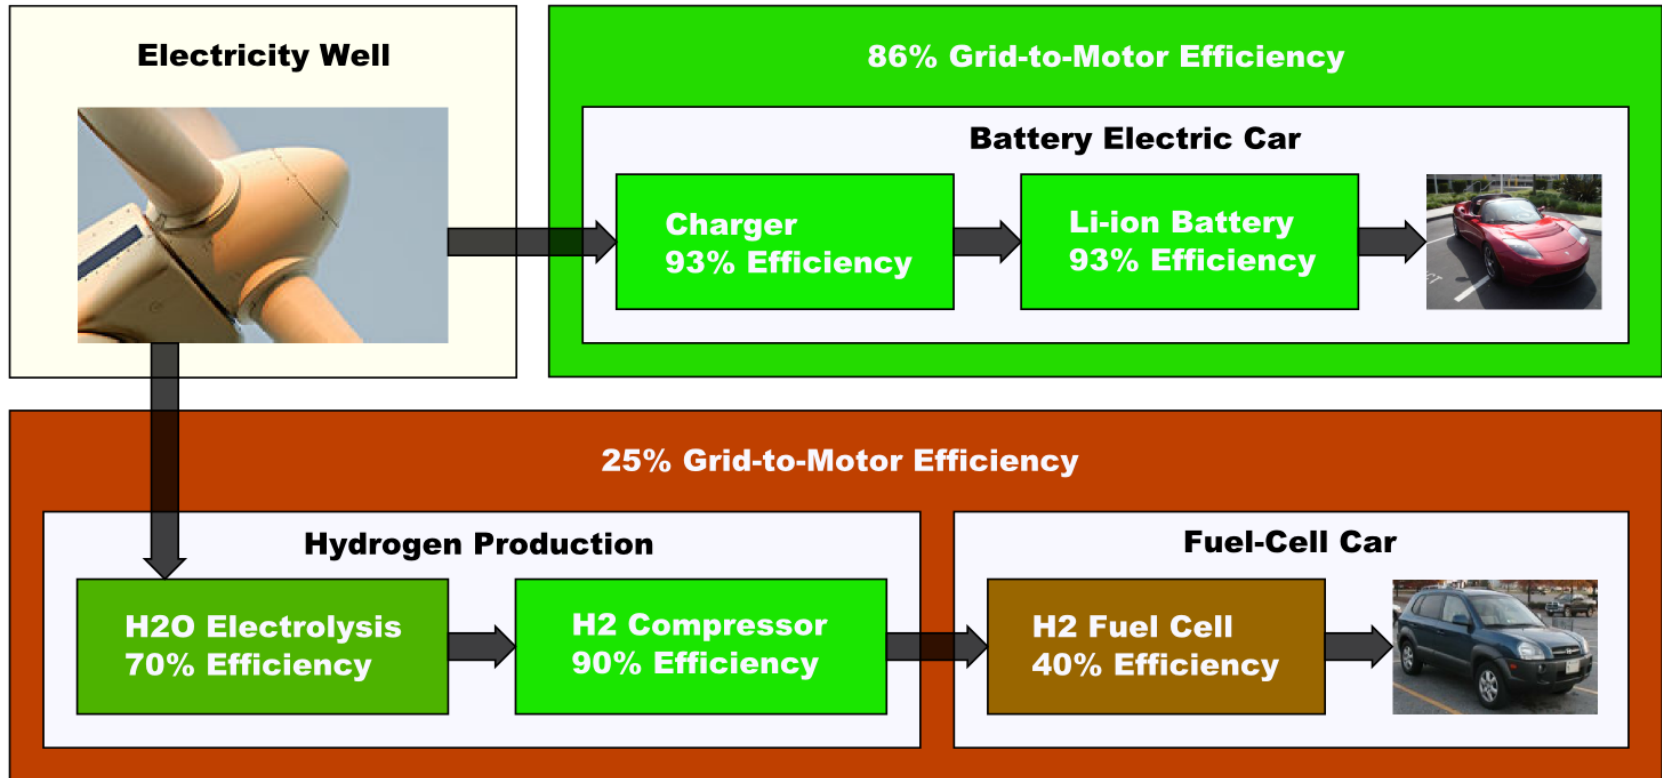 Electricity Well
86% Grid-to-Motor Efficiency
Battery Electric Car
Charger
93% Efficiency
Li-ion Battery
93% Efficiency
25% Grid-to-Motor Efficiency
Hydrogen Production
H2O Electrolysis
70% Efficiency
H2 Compressor
90% Efficiency
Fuel-Cell Car
H2 Fuel Cell
40% Efficiency